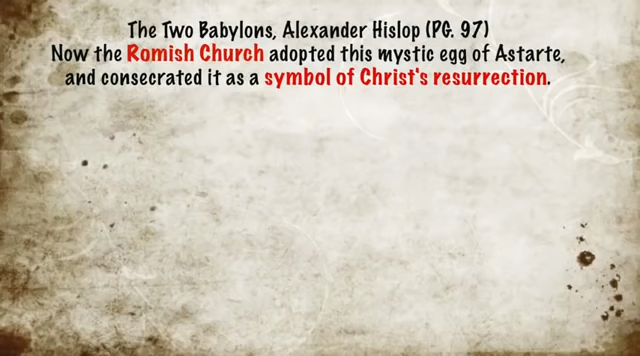 The Two Babylons, Alexander Hislop (PG. 97)
Now the Romish Church adopted this mystic egg of Astarte,
and consecrated it as a symbol of Christ's resurrection.